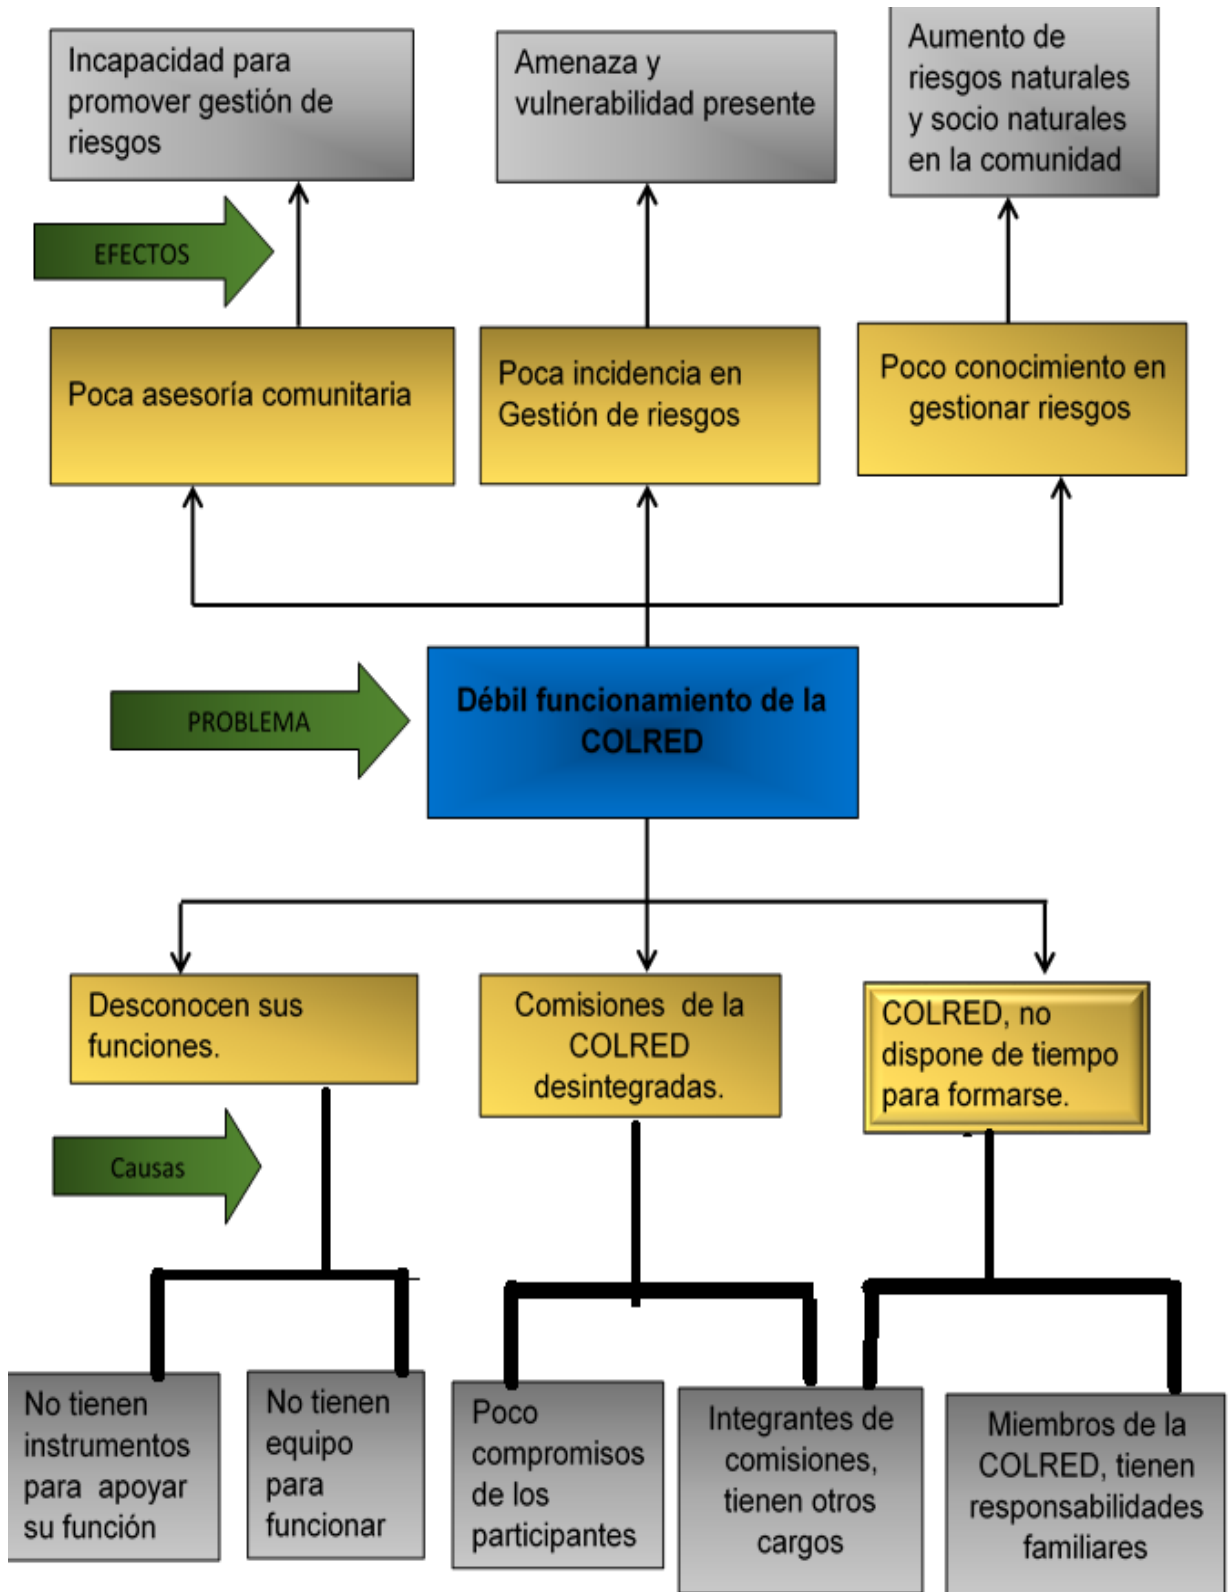 Incapacidad para
promover gestión de
riesgos
Amenaza y
vulnerabilidad presente
Aumento de
riesgos naturales
y socio naturales
en la comunidad
EFECTOS
Poca asesoría comunitaria
Poca incidencia en
Gestión de riesgos
Poco conocimiento en
gestionar riesgos
PROBLEMA
Débil funcionamiento de la
COLRED
Desconocen sus
funciones.
Comisiones de la
COLRED
desintegradas.
COLRED, no
dispone de tiempo
para formarse.
Causas
No tienen
instrumentos
para apoyar
su función
No tienen
equipo
para
funcionar
Poco
compromisos
de los
participantes
Integrantes de
comisiones,
tienen otros
cargos
Miembros de la
COLRED, tienen
responsabilidades
familiares